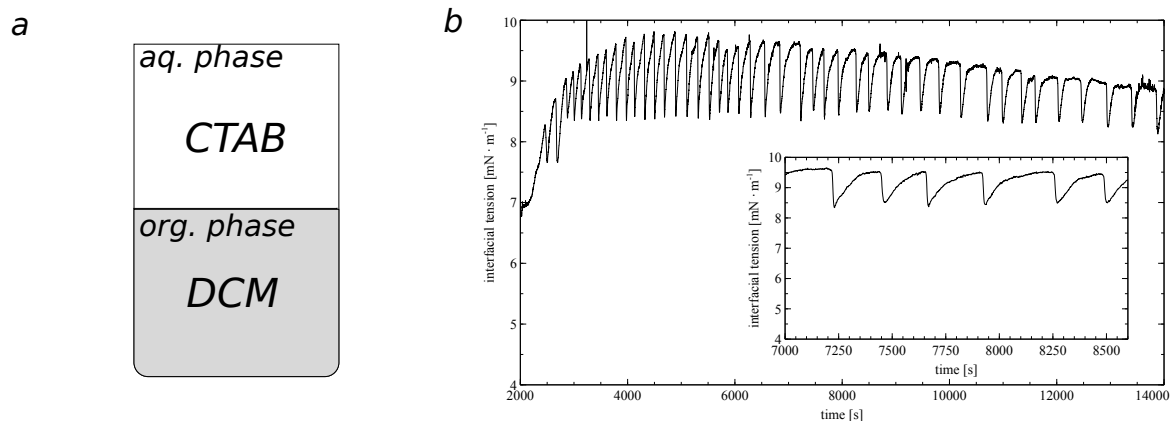 a
aq. phase
CTAB
org. phase
DCM
b
interfacial tension [mN · m⁻¹]
10
9
8
7
6
5
4
2000
4000
6000
8000
10000
12000
14000
time [s]
interfacial tension [mN · m⁻¹]
10
9
8
7
6
5
4
7000
7250
7500
7750
8000
8250
8500
time [s]